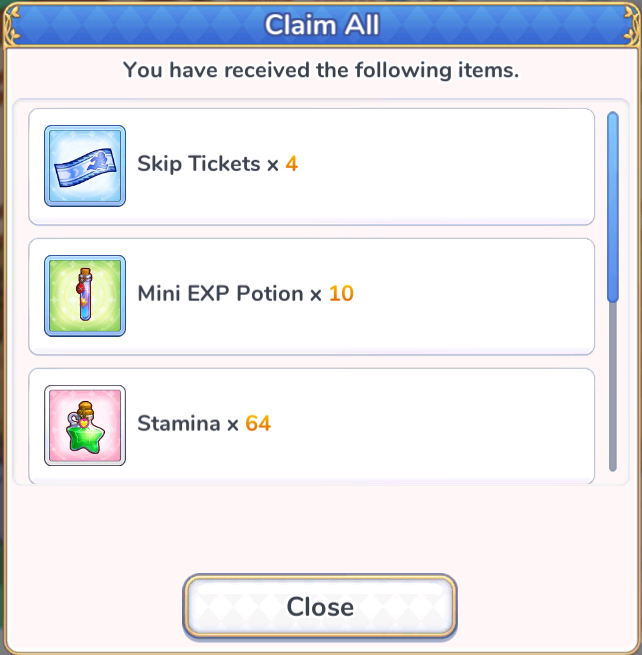 Claim All
You have received the following items.
Skip Tickets x 4
Mini EXP Potion x 10
Stamina x 64
Close